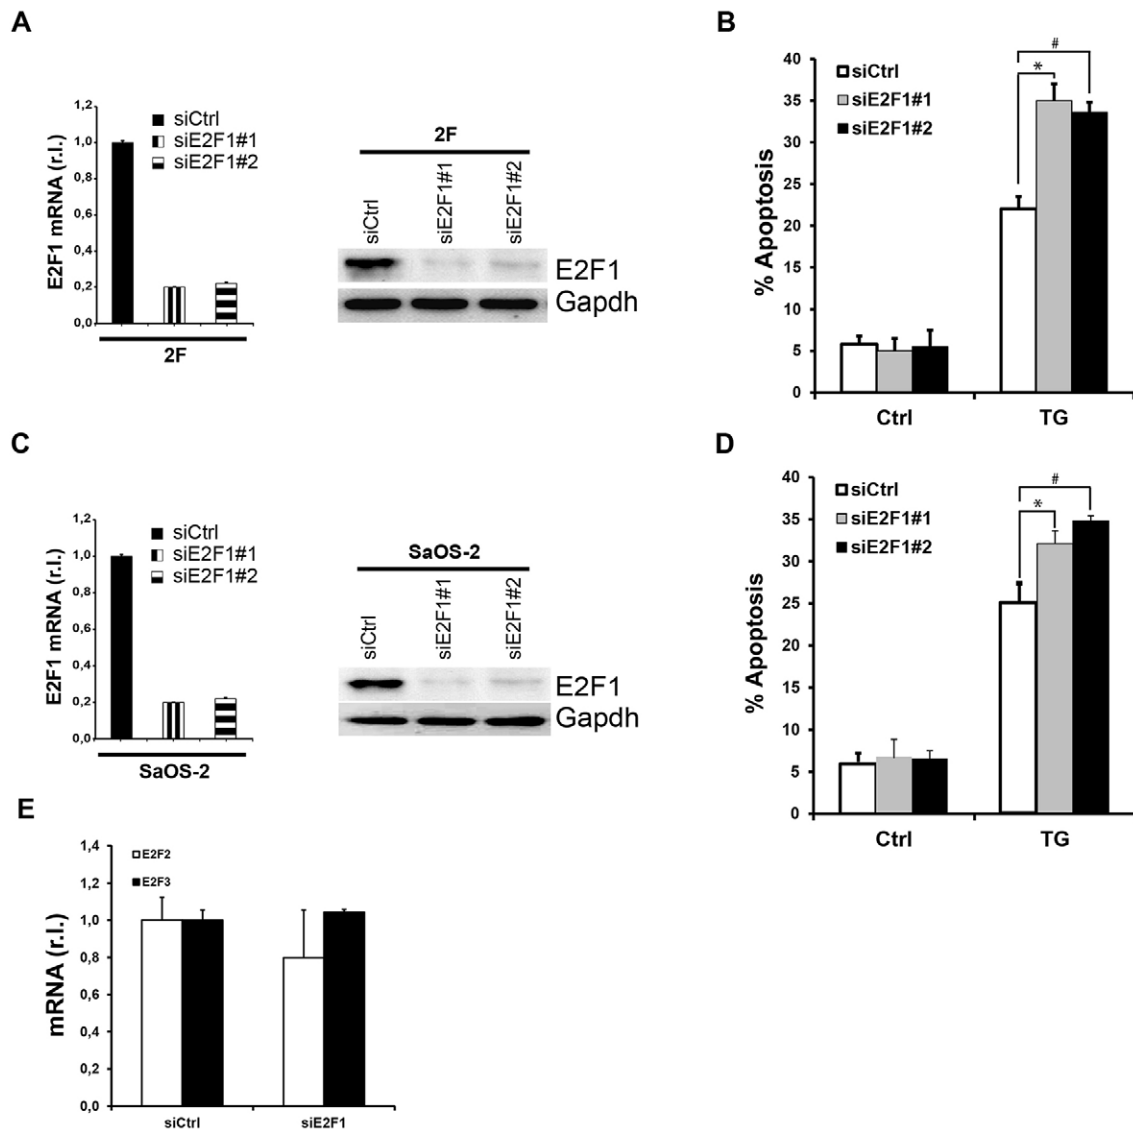 A
E2F1 mRNA (r.l.)
1,2
1,0
0,8
0,6
0,4
0,2
0,0
siCtrl
siE2F1#1
siE2F1#2
2F
2F
siCtrl
siE2F1#1
siE2F1#2
E2F1
Gapdh
B
% Apoptosis
40
35
30
25
20
15
10
5
0
siCtrl
siE2F1#1
siE2F1#2
*
#
Ctrl
TG
C
E2F1 mRNA (r.l.)
1,2
1,0
0,8
0,6
0,4
0,2
0,0
siCtrl
siE2F1#1
siE2F1#2
SaOS-2
SaOS-2
siCtrl
siE2F1#1
siE2F1#2
E2F1
Gapdh
D
% Apoptosis
40
35
30
25
20
15
10
5
0
siCtrl
siE2F1#1
siE2F1#2
*
#
Ctrl
TG
E
mRNA (r.l.)
1,4
1,2
1,0
0,8
0,6
0,4
0,2
0,0
E2F2
E2F3
siCtrl
siE2F1